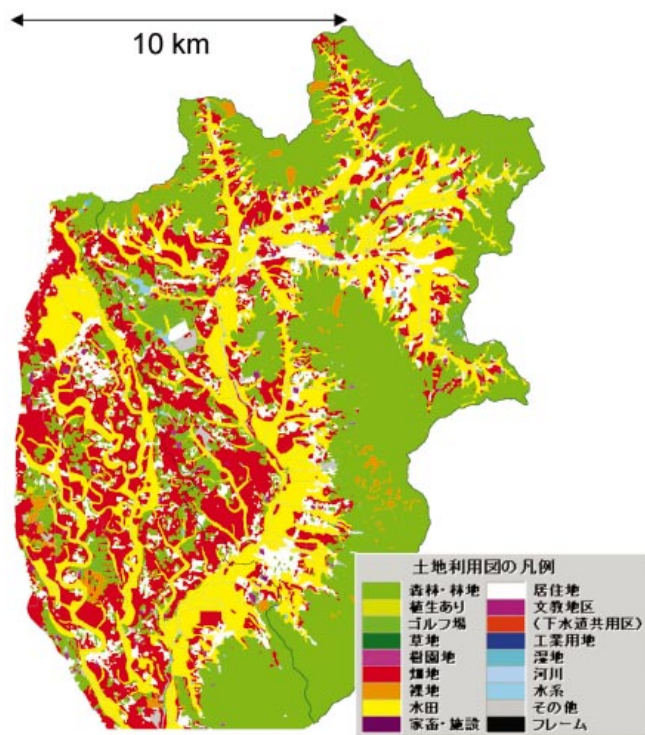 10 km
土地利用図の凡例
森林・林地
植生あり
ゴルフ場
草地
樹園地
畑地
裸地
水田
家畜・施設
居住地
文教地区
(下水道共用区)
工業用地
湿地
河川
水系
その他
フレーム